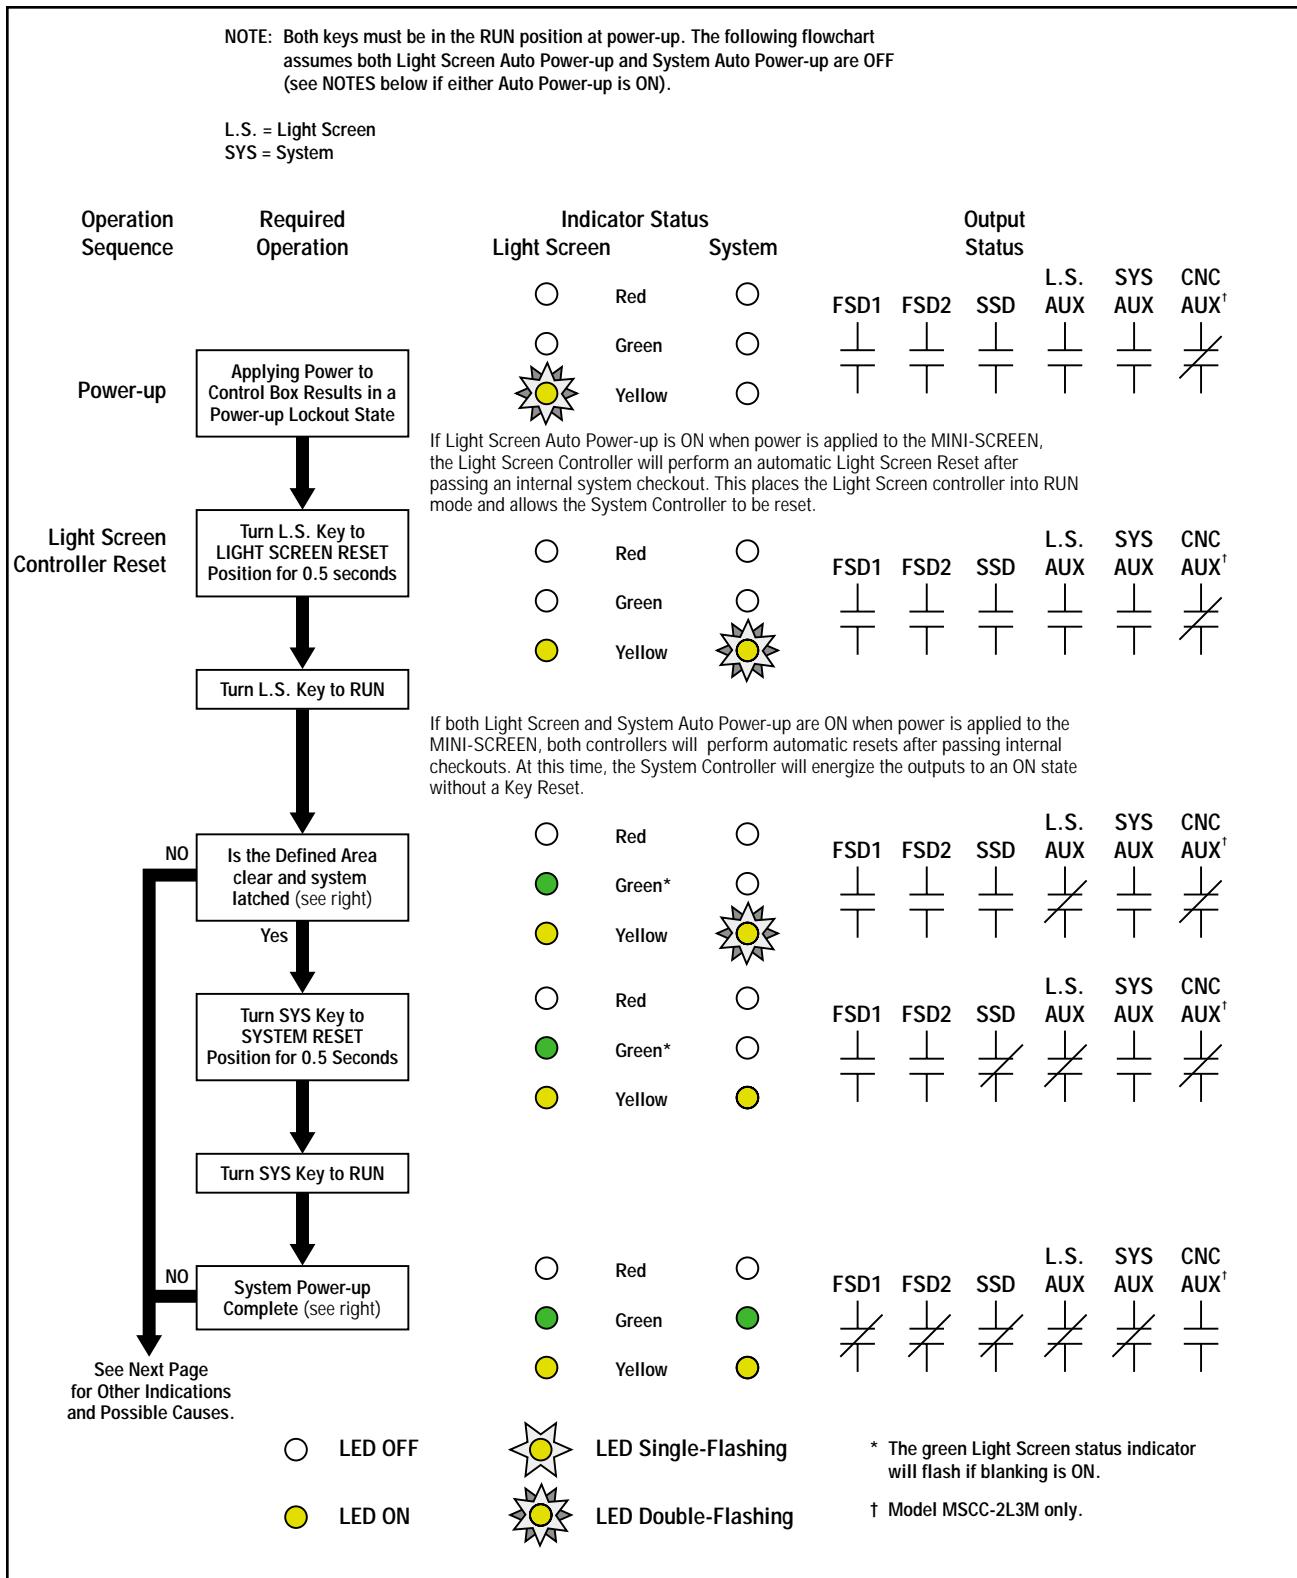 NOTE: Both keys must be in the RUN position at power-up. The following flowchart
assumes both Light Screen Auto Power-up and System Auto Power-up are OFF
(see NOTES below if either Auto Power-up is ON).
L.S. = Light Screen
SYS = System
Operation
Sequence
Required
Operation
Indicator Status
Light Screen
System
Output
Status
Power-up
Applying Power to
Control Box Results in a
Power-up Lockout State
Red
Green
Yellow
FSD1 FSD2 SSD L.S. AUX SYS AUX CNC AUX†
If Light Screen Auto Power-up is ON when power is applied to the MINI-SCREEN,
the Light Screen Controller will perform an automatic Light Screen Reset after
passing an internal system checkout. This places the Light Screen controller into RUN
mode and allows the System Controller to be reset.
Light Screen
Controller Reset
Turn L.S. Key to
LIGHT SCREEN RESET
Position for 0.5 seconds
Red
Green
Yellow
FSD1 FSD2 SSD L.S. AUX SYS AUX CNC AUX†
Turn L.S. Key to RUN
If both Light Screen and System Auto Power-up are ON when power is applied to the
MINI-SCREEN, both controllers will perform automatic resets after passing internal
checkouts. At this time, the System Controller will energize the outputs to an ON state
without a Key Reset.
NO
Is the Defined Area
clear and system
latched (see right)
Yes
Red
Green*
Yellow
FSD1 FSD2 SSD L.S. AUX SYS AUX CNC AUX†
Turn SYS Key to
SYSTEM RESET
Position for 0.5 Seconds
Red
Green*
Yellow
FSD1 FSD2 SSD L.S. AUX SYS AUX CNC AUX†
Turn SYS Key to RUN
NO
System Power-up
Complete (see right)
Red
Green
Yellow
FSD1 FSD2 SSD L.S. AUX SYS AUX CNC AUX†
See Next Page
for Other Indications
and Possible Causes.
LED OFF
LED Single-Flashing
LED ON
LED Double-Flashing
* The green Light Screen status indicator
will flash if blanking is ON.
† Model MSCC-2L3M only.